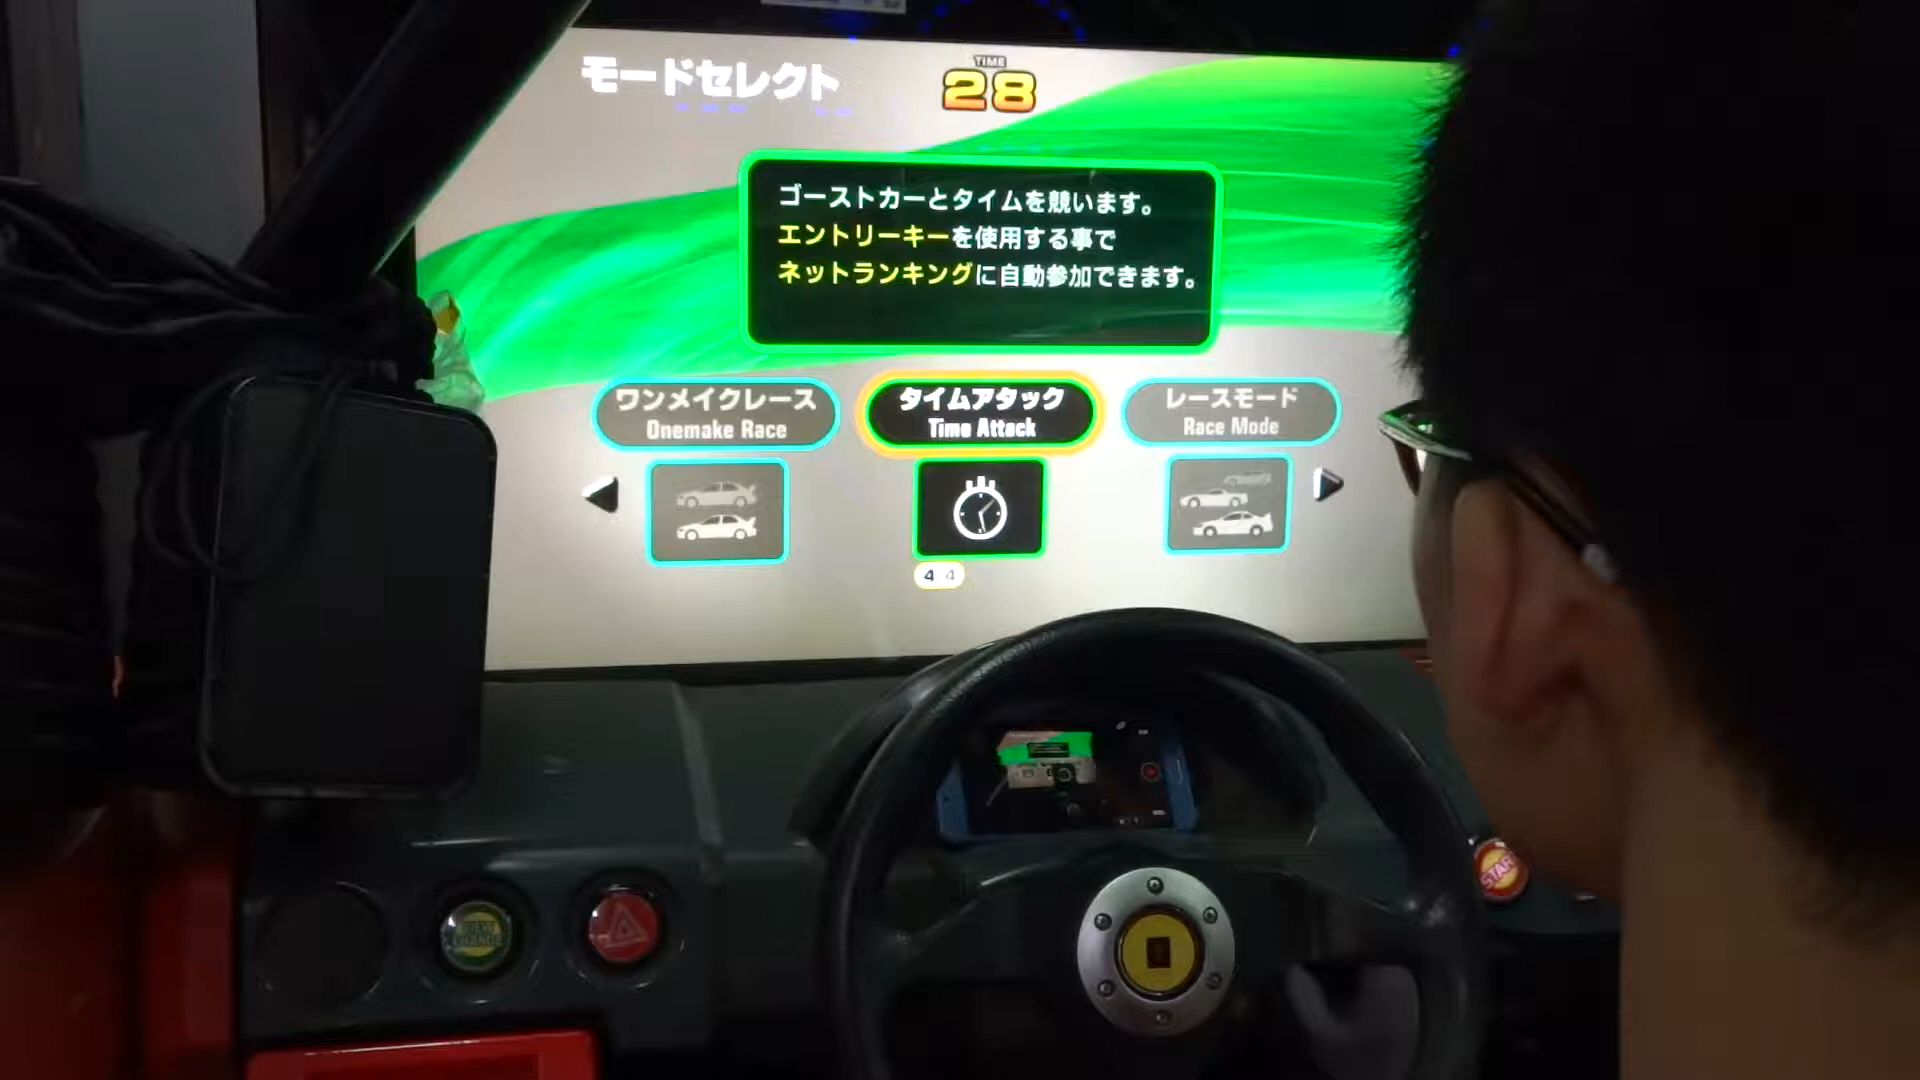 モードセレクト
TIME
28
ゴーストカーとタイムを競います。
エントリーキーを使用する事で
ネットランキングに自動参加できます。
ワンメイクレース
Onemake Race
タイムアタック
Time Attack
レースモード
Race Mode
4 4
VIEW CHANGE
START